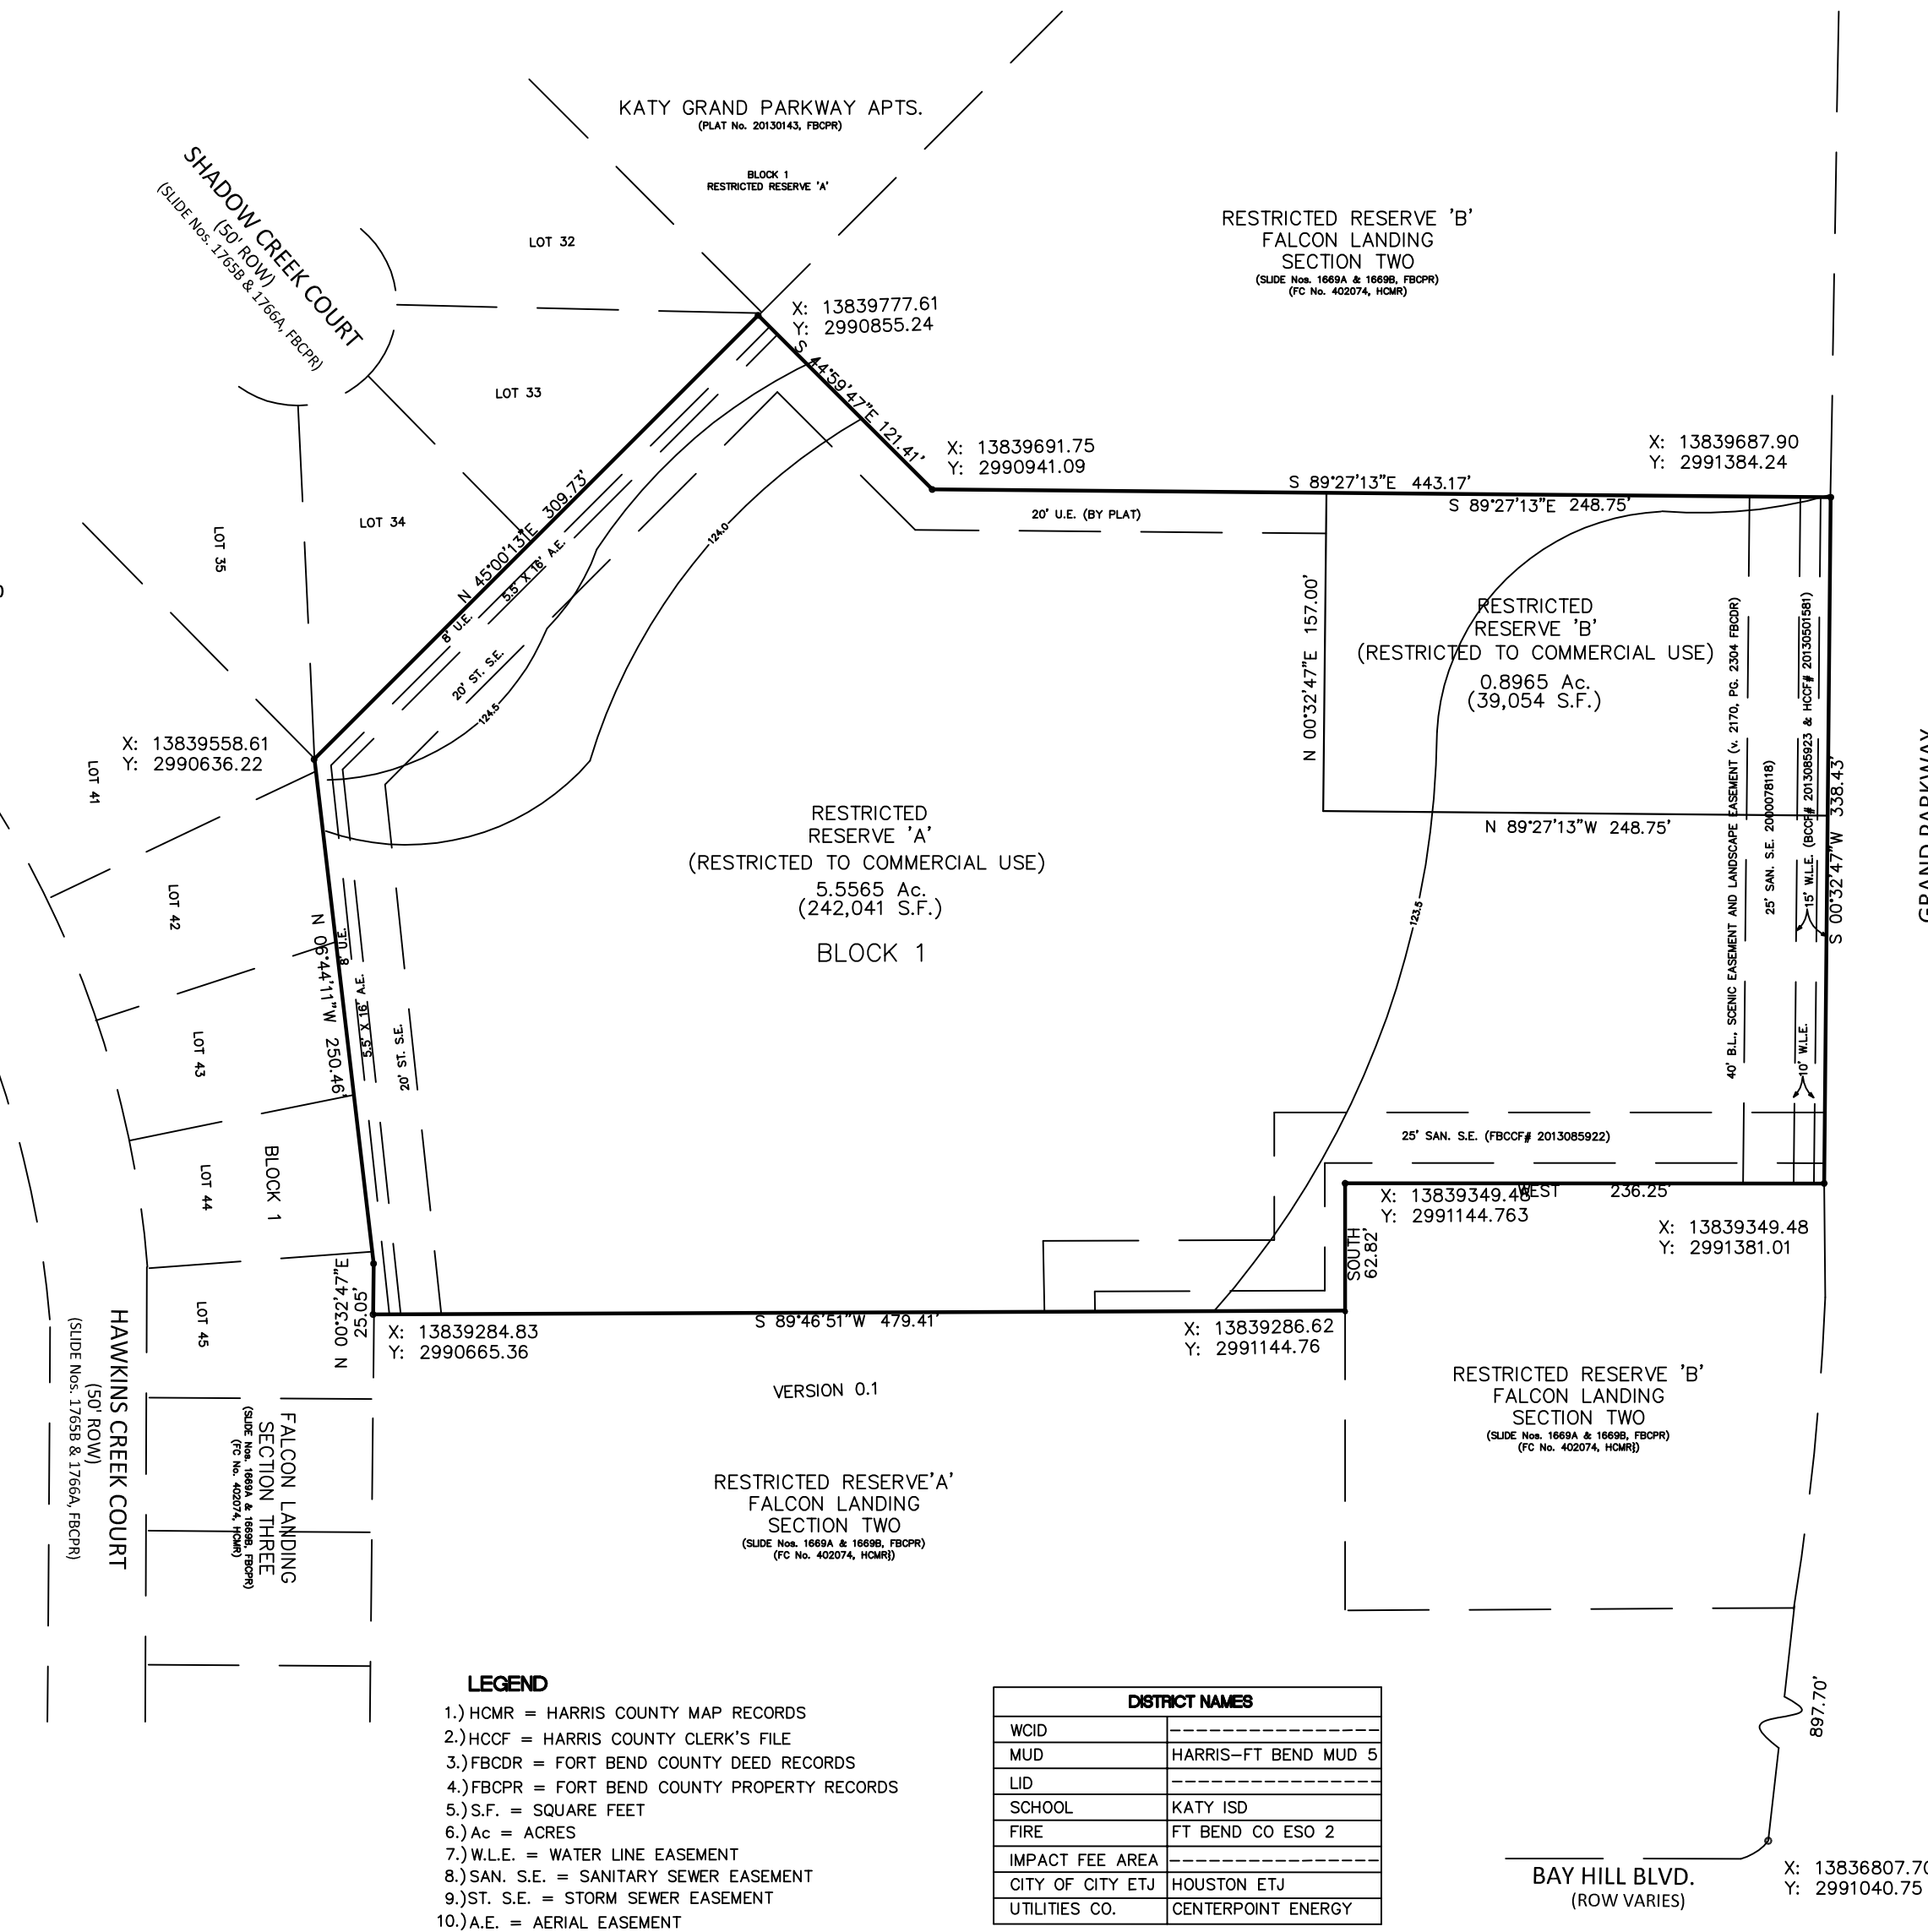 KATY GRAND PARKWAY APTS.
(PLAT No. 20130143, FBCPR)
BLOCK 1
RESTRICTED RESERVE 'A'
SHADOW CREEK COURT
(50' ROW)
(SLIDE Nos. 1765B & 1766A, FBCPR)
LOT 32
RESTRICTED RESERVE 'B'
FALCON LANDING
SECTION TWO
(SLIDE Nos. 1669A & 1669B, FBCPR)
(FC No. 402074, HCMR)
X: 13839777.61
Y: 2990855.24
LOT 33
S 44°59'47"E 121.41'
X: 13839691.75
Y: 2990941.09
X: 13839687.90
Y: 2991384.24
S 89°27'13"E 443.17'
S 89°27'13"E 248.75'
20' U.E. (BY PLAT)
LOT 34
LOT 35
N 45°00'13"E 309.73'
8' U.E.
5.5' X 16' A.E.
20' ST. S.E.
124.0
124.5
N 00°32'47"E 157.00'
RESTRICTED
RESERVE 'B'
(RESTRICTED TO COMMERCIAL USE)
0.8965 Ac.
(39,054 S.F.)
40' B.L., SCENIC EASEMENT AND LANDSCAPE EASEMENT (v. 2170, PG. 2304 FBCDR)
25' SAN. S.E. 2000078118)
15' W.L.E. (BCCF# 2013085923 & HCCF# 20130501581)
S 00°32'47"W 338.43'
GRAND PARKWAY
X: 13839558.61
Y: 2990636.22
LOT 41
RESTRICTED
RESERVE 'A'
(RESTRICTED TO COMMERCIAL USE)
5.5565 Ac.
(242,041 S.F.)
BLOCK 1
N 89°27'13"W 248.75'
LOT 42
N 06°44'11"W 250.46'
8' U.E.
5.5' X 16' A.E.
20' ST. S.E.
123.5
10' W.L.E.
LOT 43
LOT 44
BLOCK 1
25' SAN. S.E. (FBCCF# 2013085922)
WEST 236.25'
X: 13839349.48
Y: 2991144.763
SOUTH
62.82'
X: 13839349.48
Y: 2991381.01
N 00°32'47"E
25.05'
LOT 45
X: 13839284.83
Y: 2990665.36
S 89°46'51"W 479.41'
X: 13839286.62
Y: 2991144.76
VERSION 0.1
HAWKINS CREEK COURT
(50' ROW)
(SLIDE Nos. 1765B & 1766A, FBCPR)
FALCON LANDING
SECTION THREE
(SLIDE Nos. 1669A & 1669B, FBCPR)
(FC No. 402074, HCMR)
RESTRICTED RESERVE 'B'
FALCON LANDING
SECTION TWO
(SLIDE Nos. 1669A & 1669B, FBCPR)
(FC No. 402074, HCMR})
RESTRICTED RESERVE'A'
FALCON LANDING
SECTION TWO
(SLIDE Nos. 1669A & 1669B, FBCPR)
(FC No. 402074, HCMR})
LEGEND
1.) HCMR = HARRIS COUNTY MAP RECORDS
2.) HCCF = HARRIS COUNTY CLERK'S FILE
3.) FBCDR = FORT BEND COUNTY DEED RECORDS
4.) FBCPR = FORT BEND COUNTY PROPERTY RECORDS
5.) S.F. = SQUARE FEET
6.) Ac = ACRES
7.) W.L.E. = WATER LINE EASEMENT
8.) SAN. S.E. = SANITARY SEWER EASEMENT
9.) ST. S.E. = STORM SEWER EASEMENT
10.) A.E. = AERIAL EASEMENT
DISTRICT NAMES
WCID ----------------
MUD HARRIS-FT BEND MUD 5
LID ----------------
SCHOOL KATY ISD
FIRE FT BEND CO ESO 2
IMPACT FEE AREA ----------------
CITY OF CITY ETJ HOUSTON ETJ
UTILITIES CO. CENTERPOINT ENERGY
897.70'
BAY HILL BLVD.
(ROW VARIES)
X: 13836807.70
Y: 2991040.75